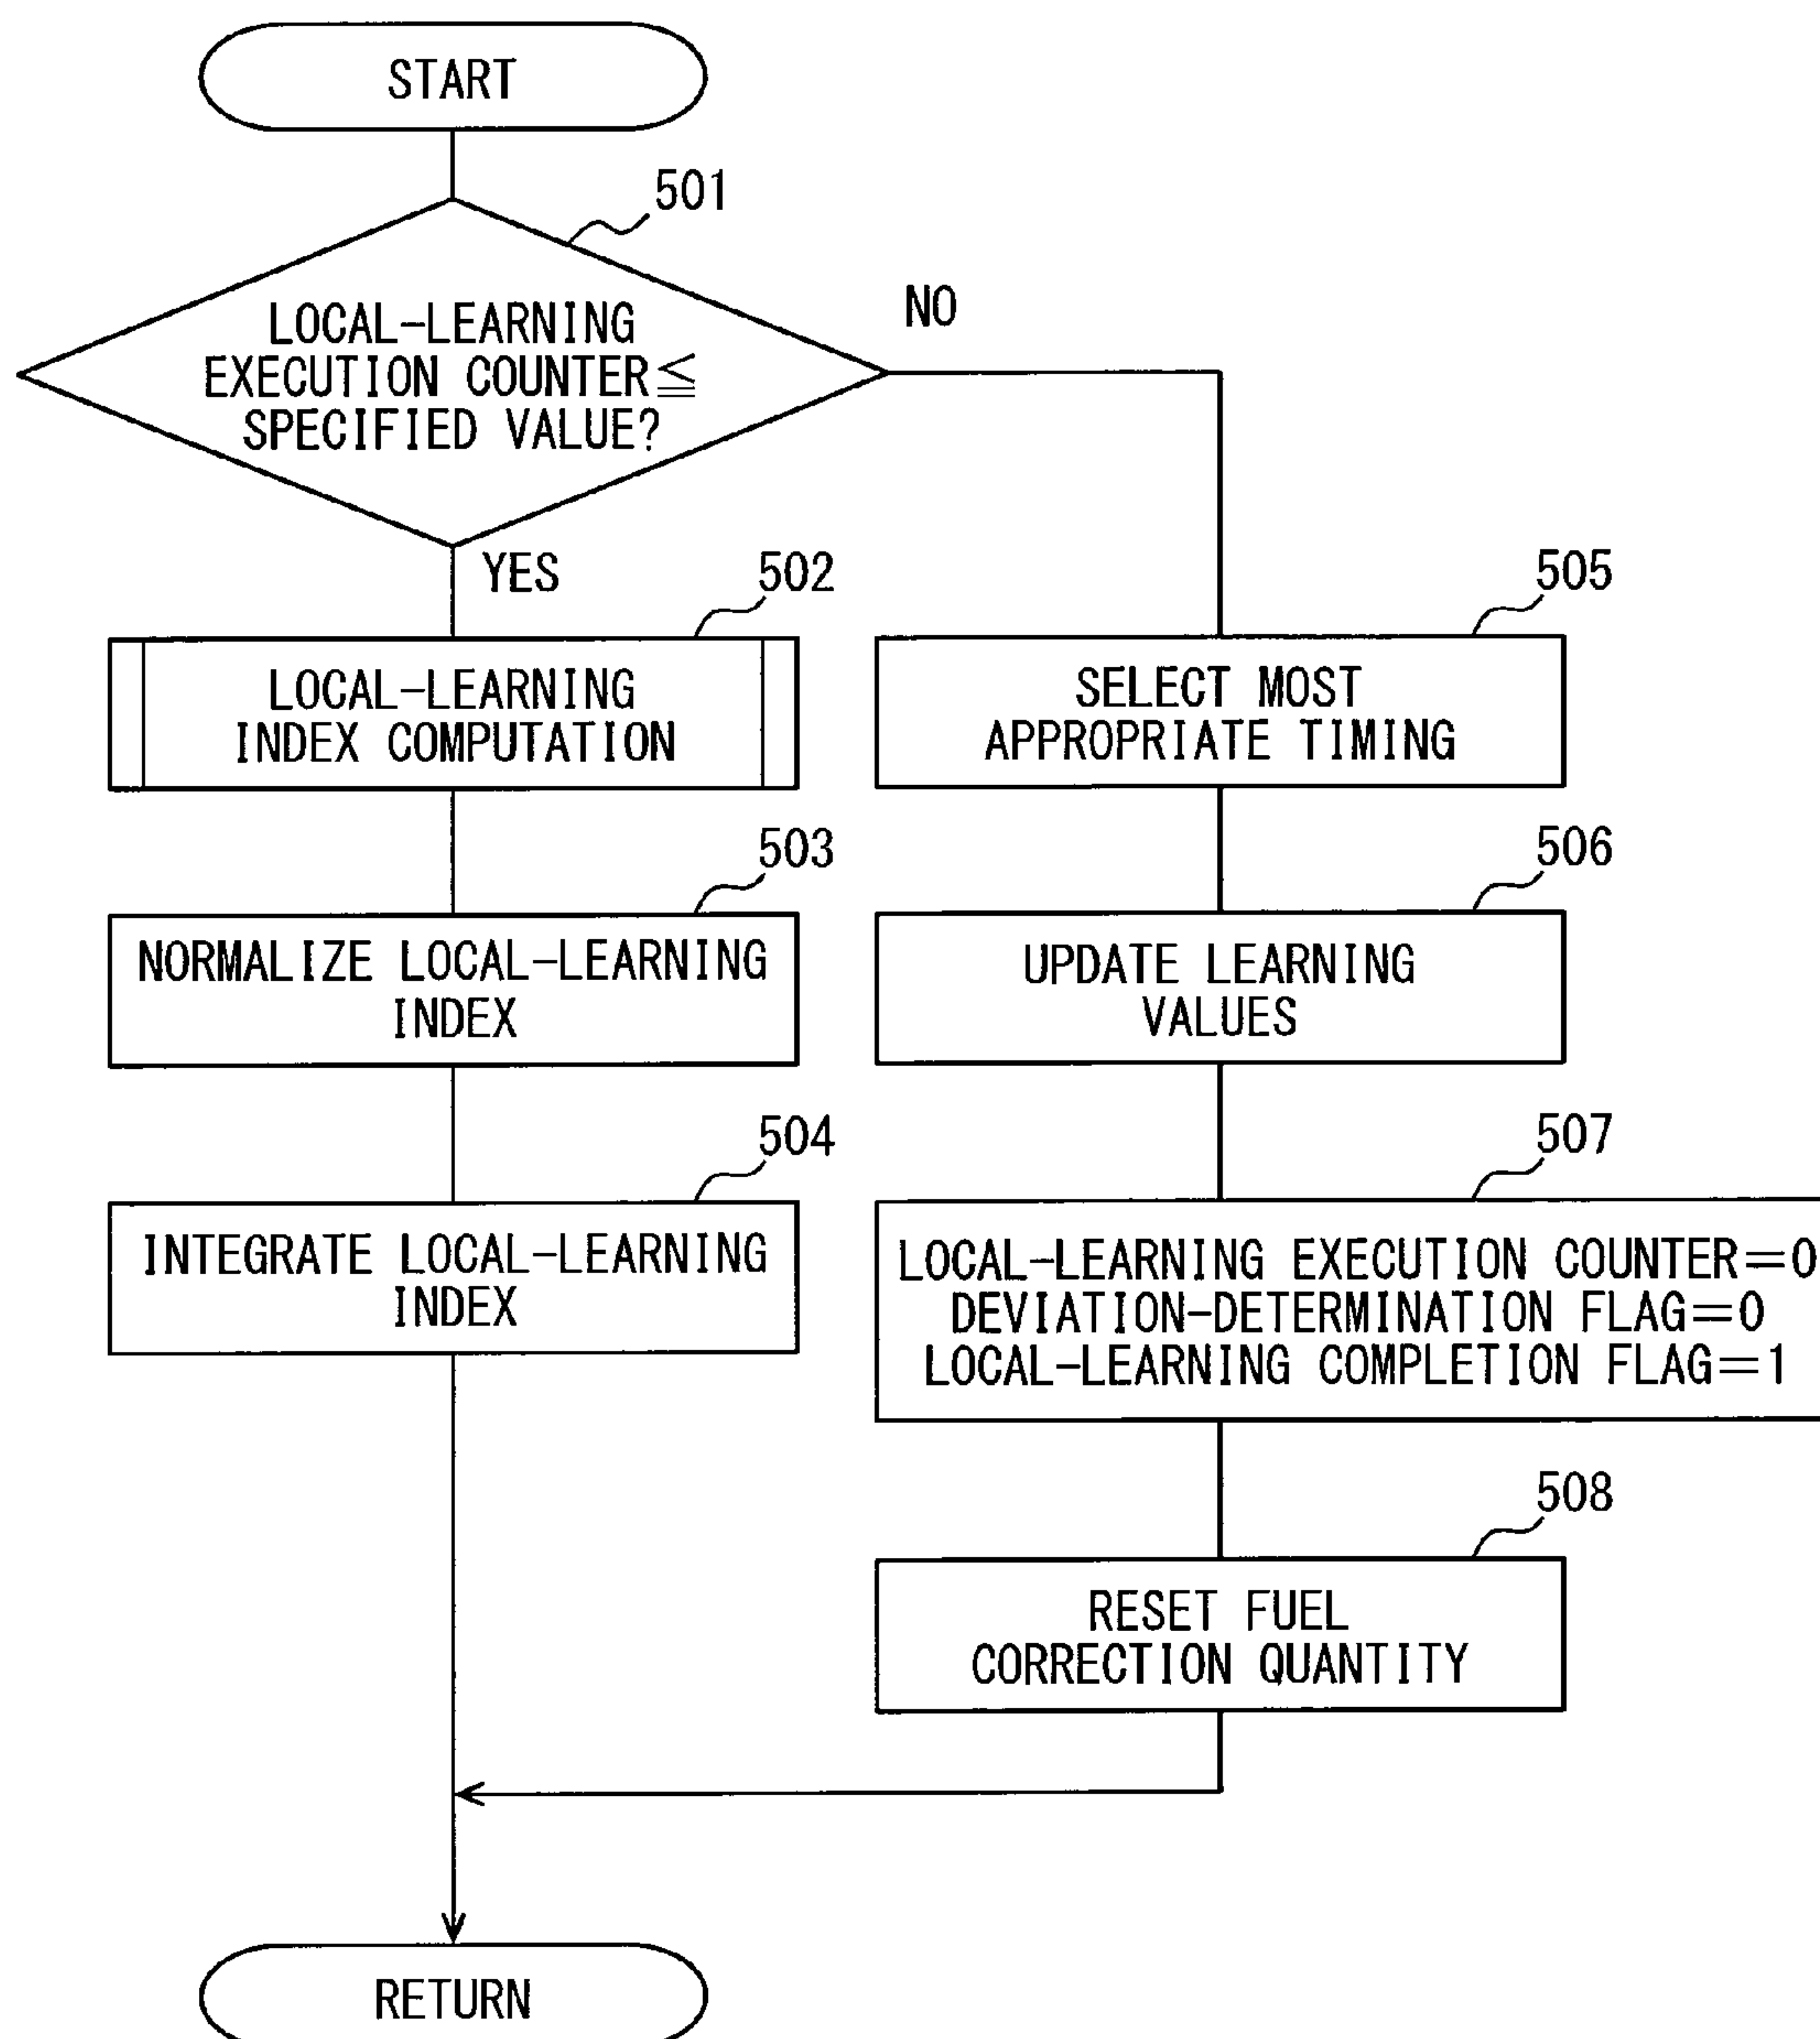 START
501
LOCAL-LEARNING
EXECUTION COUNTER≦
SPECIFIED VALUE?
NO
YES
502
LOCAL-LEARNING
INDEX COMPUTATION
503
NORMALIZE LOCAL-LEARNING
INDEX
504
INTEGRATE LOCAL-LEARNING
INDEX
505
SELECT MOST
APPROPRIATE TIMING
506
UPDATE LEARNING
VALUES
507
LOCAL-LEARNING EXECUTION COUNTER=0
DEVIATION-DETERMINATION FLAG=0
LOCAL-LEARNING COMPLETION FLAG=1
508
RESET FUEL
CORRECTION QUANTITY
RETURN